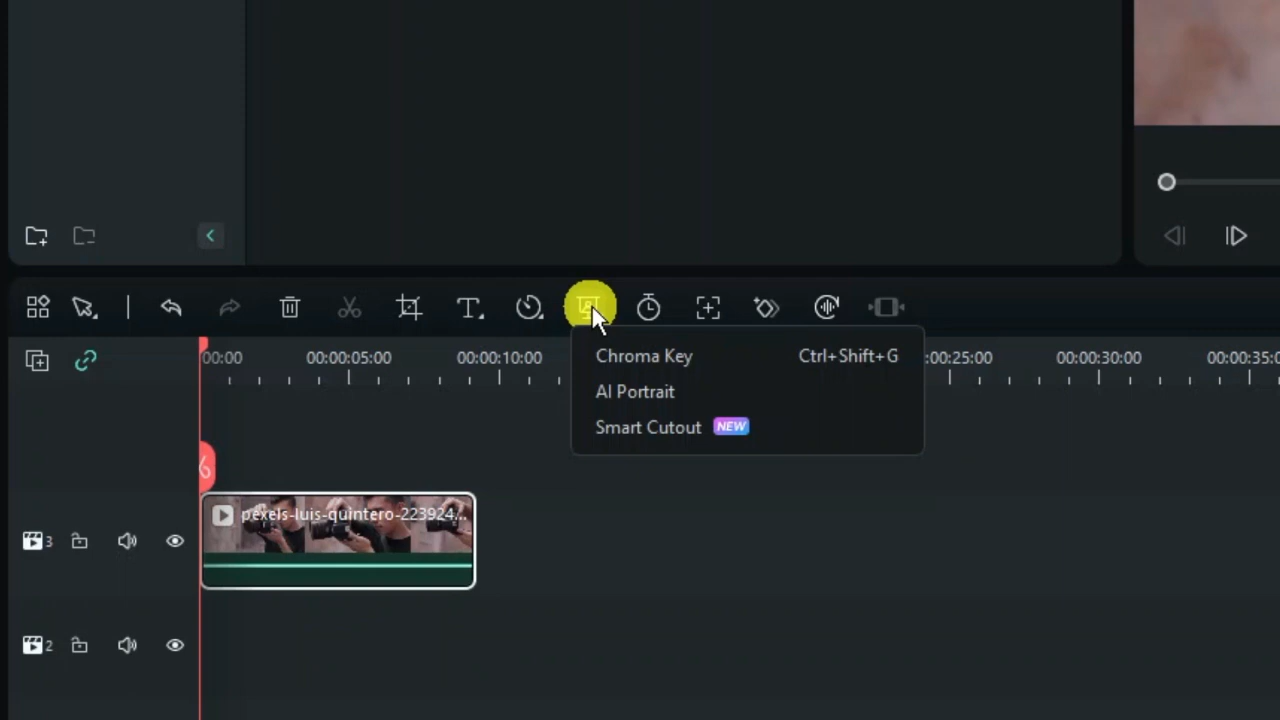 00:00 00:00:05:00 00:00:10:00 :00:25:00 00:00:30:00 00:00:35:0
Chroma Key Ctrl+Shift+G
AI Portrait
Smart Cutout NEW
pexels-luis-quintero-223924...
3
2